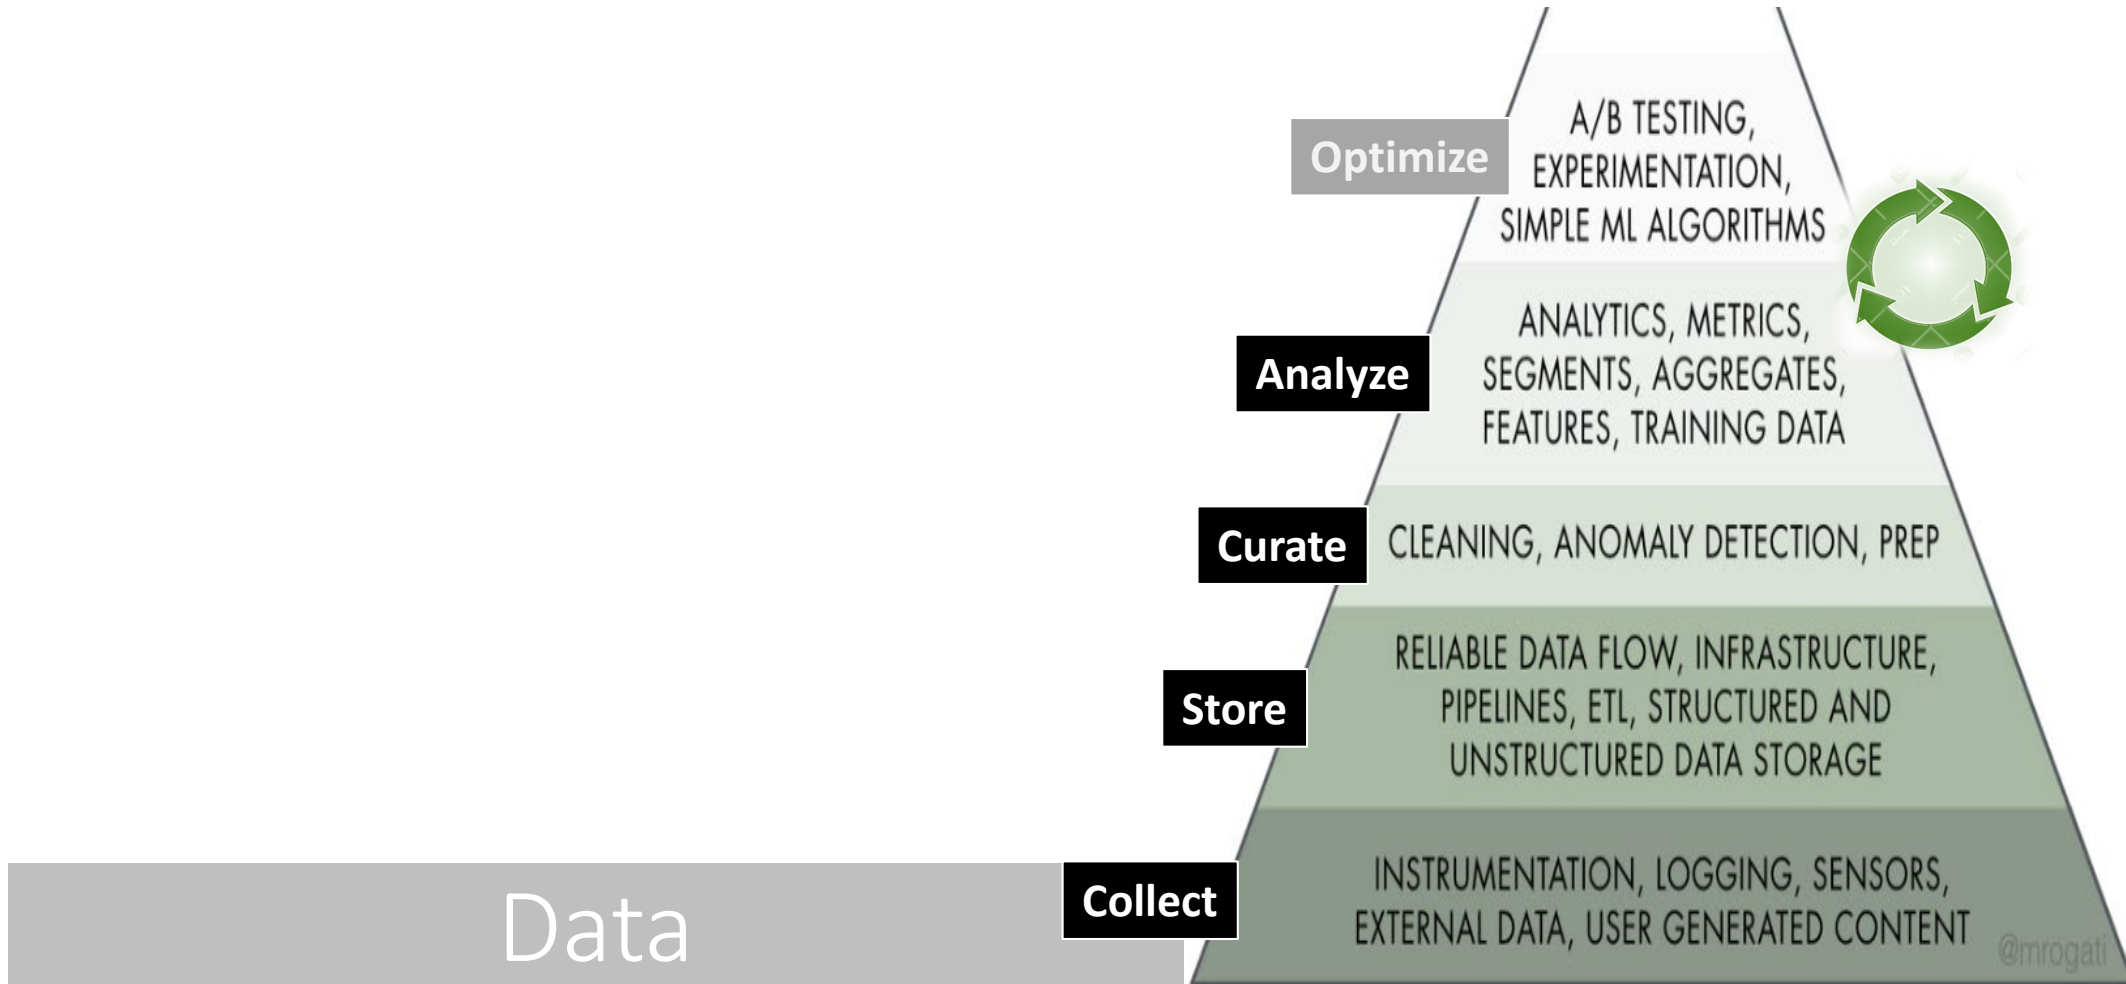 Optimize
A/B TESTING,
EXPERIMENTATION,
SIMPLE ML ALGORITHMS
Analyze
ANALYTICS, METRICS,
SEGMENTS, AGGREGATES,
FEATURES, TRAINING DATA
Curate
CLEANING, ANOMALY DETECTION, PREP
Store
RELIABLE DATA FLOW, INFRASTRUCTURE,
PIPELINES, ETL, STRUCTURED AND
UNSTRUCTURED DATA STORAGE
Data
Collect
INSTRUMENTATION, LOGGING, SENSORS,
EXTERNAL DATA, USER GENERATED CONTENT
@mrogati